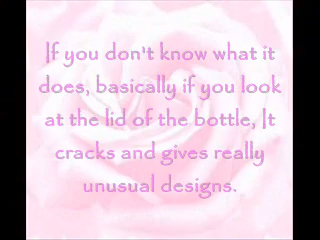 If you don't know what it
does, basically if you look
at the lid of the bottle, It
cracks and gives really
unusual designs.